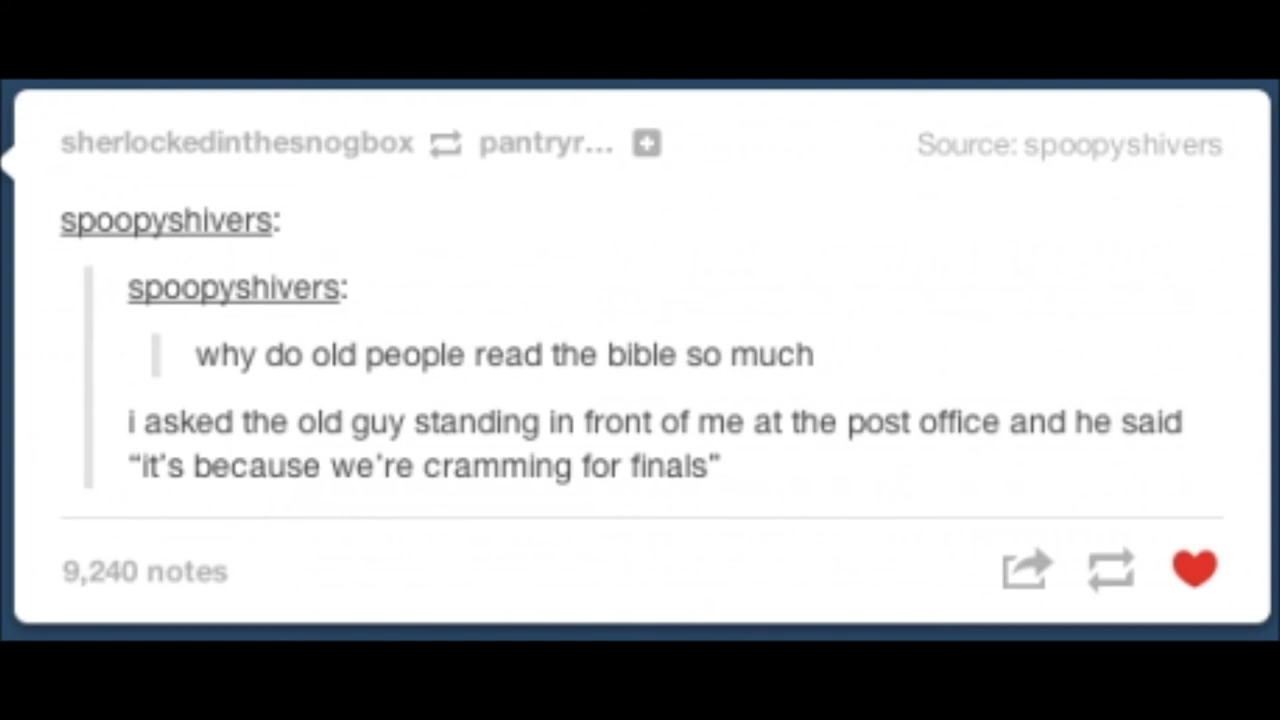 sherlockedinthesnogbox pantryr... Source: spoopyshivers
spoopyshivers:
spoopyshivers:
why do old people read the bible so much
i asked the old guy standing in front of me at the post office and he said
“it’s because we’re cramming for finals”
9,240 notes